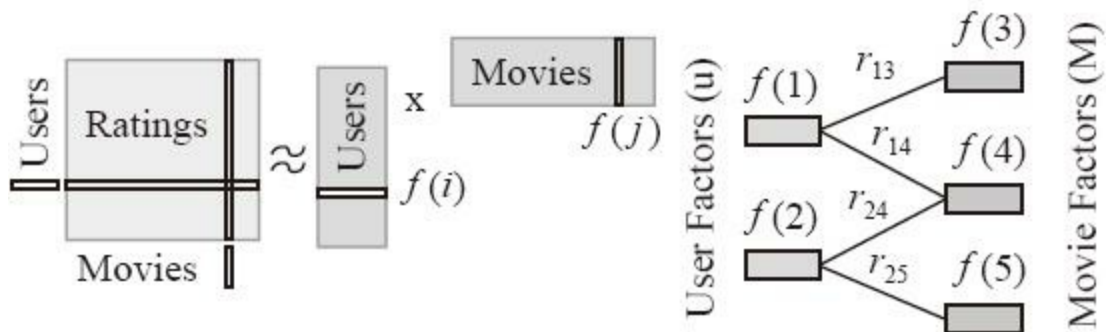 Users
Ratings
Movies
≈
Users
f(i)
x
Movies
f(j)
User Factors (u)
f(1)
f(2)
r13
r14
r24
r25
f(3)
f(4)
f(5)
Movie Factors (M)